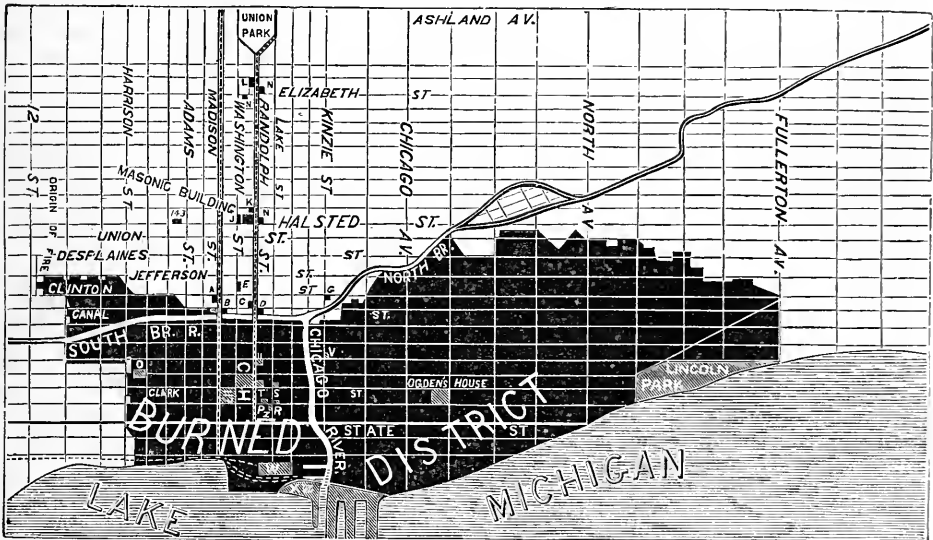 ASHLAND AV.
UNION
PARK
L
N
M
ELIZABETH ST
12 ST.
HARRISON ST
ADAMS ST.
MADISON ST.
WASHINGTON ST.
RANDOLPH ST.
LAKE ST
KINZIE ST
CHICAGO AV.
NORTH AV.
FULLERTON AV.
ORIGIN OF FIRE
MASONIC BUILDING
143
K
J
N
HALSTED ST.
UNION
DESPLAINES ST.
JEFFERSON ST
CLINTON
A
B
C
D
E
G
CANAL ST.
SOUTH BR. R.
NORTH BR.
CHICAGO RIVER
O
C
H
V
CLARK ST
T S
P Z R
W
OGDEN'S HOUSE
LINCOLN
PARK
STATE ST
BURNED DISTRICT
LAKE MICHIGAN